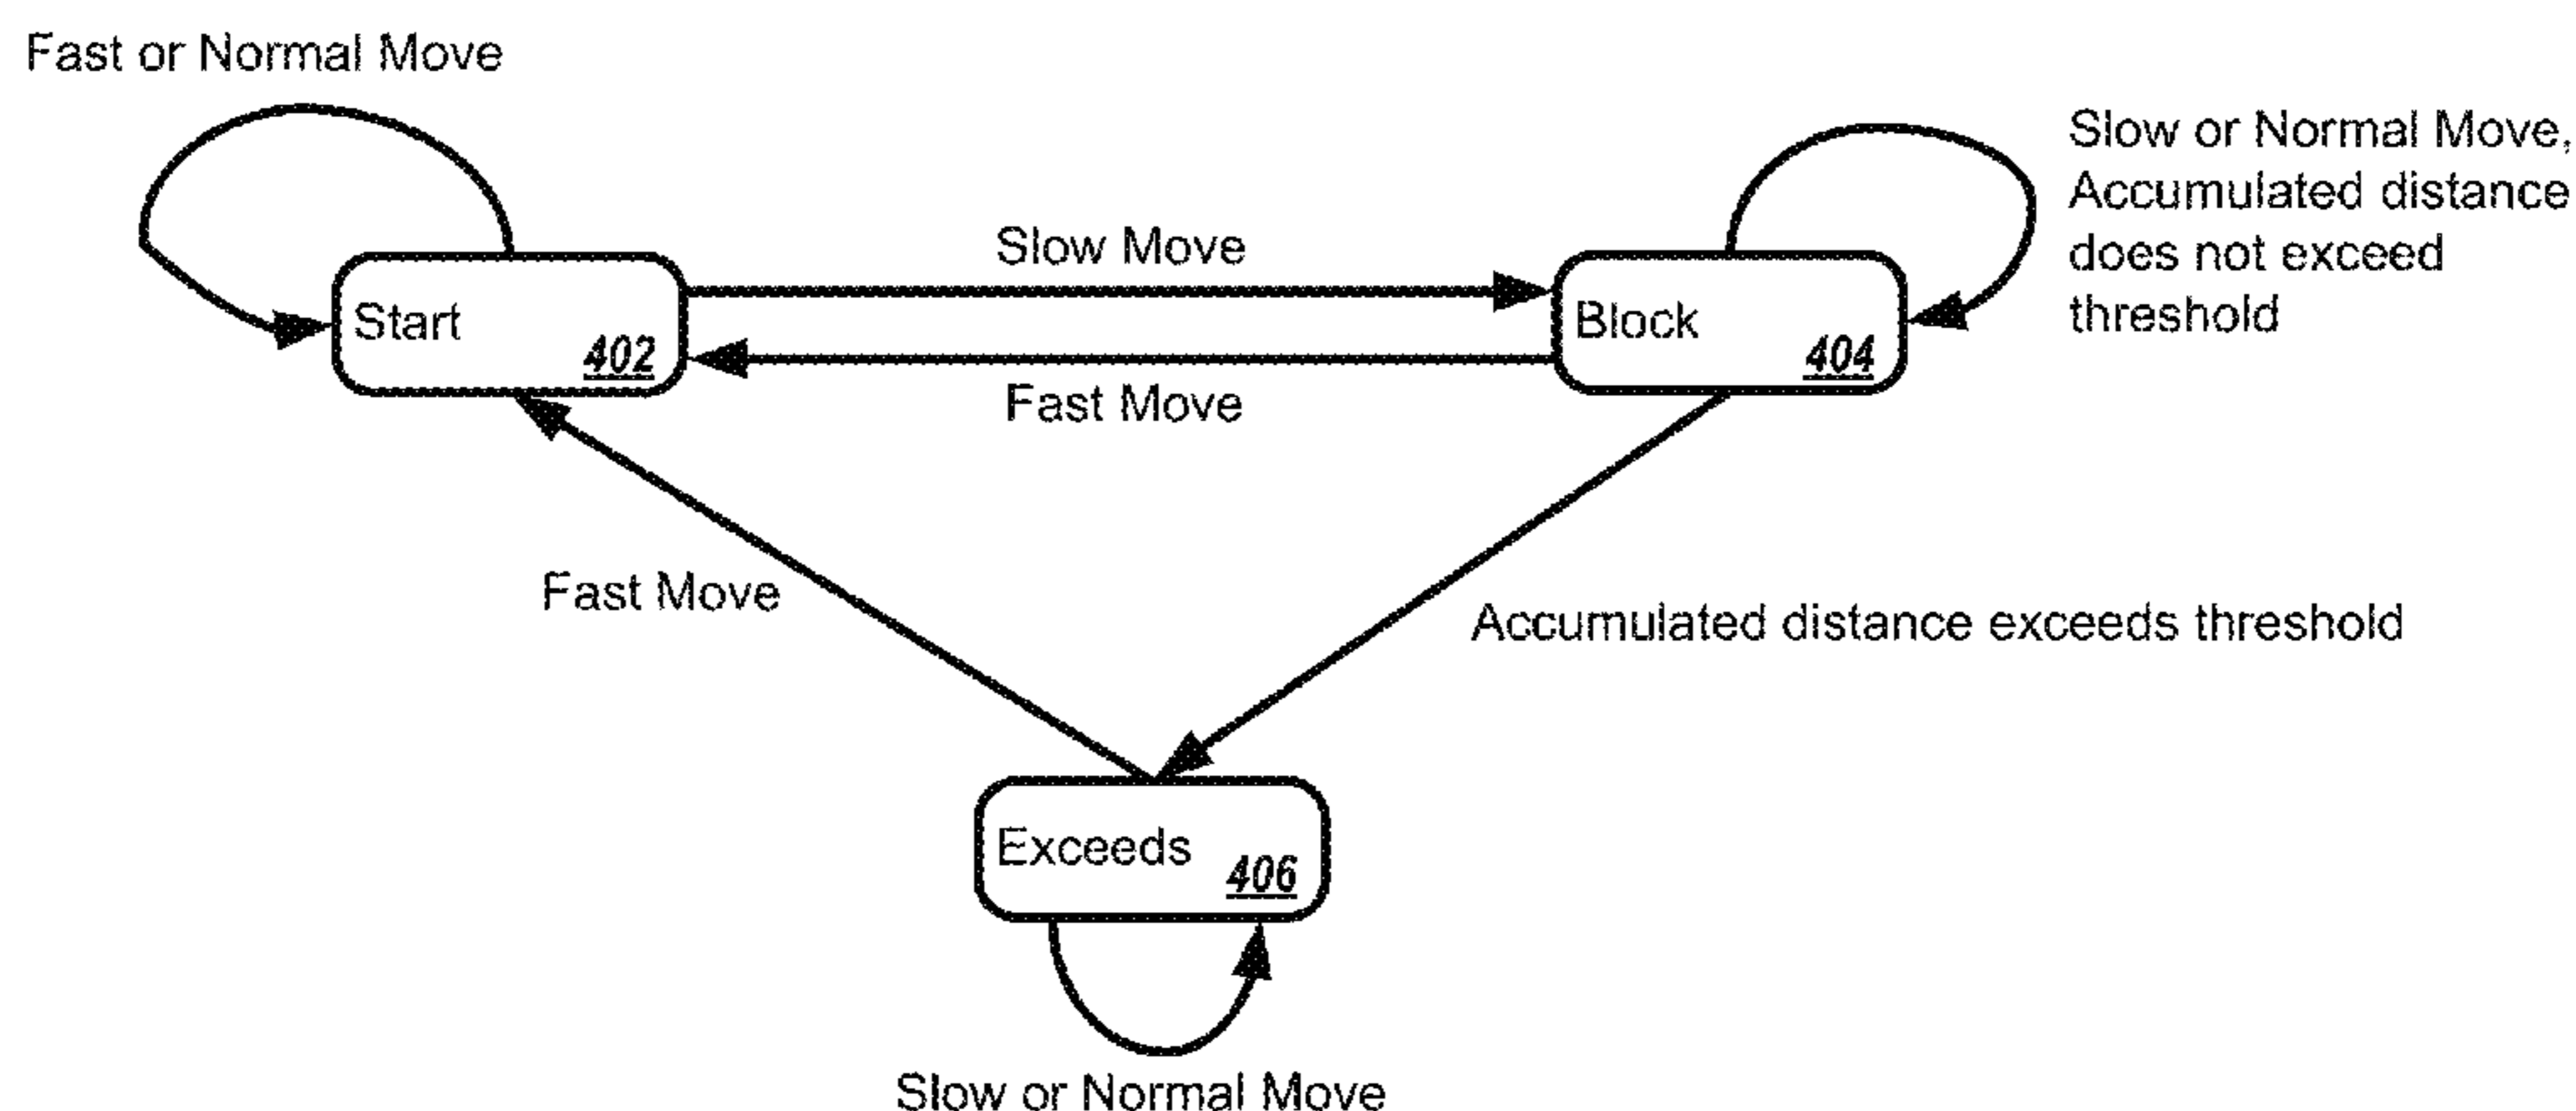 Fast or Normal Move
Slow or Normal Move,
Accumulated distance
does not exceed
threshold
Slow Move
Start
402
Block
404
Fast Move
Fast Move
Accumulated distance exceeds threshold
Exceeds
406
Slow or Normal Move